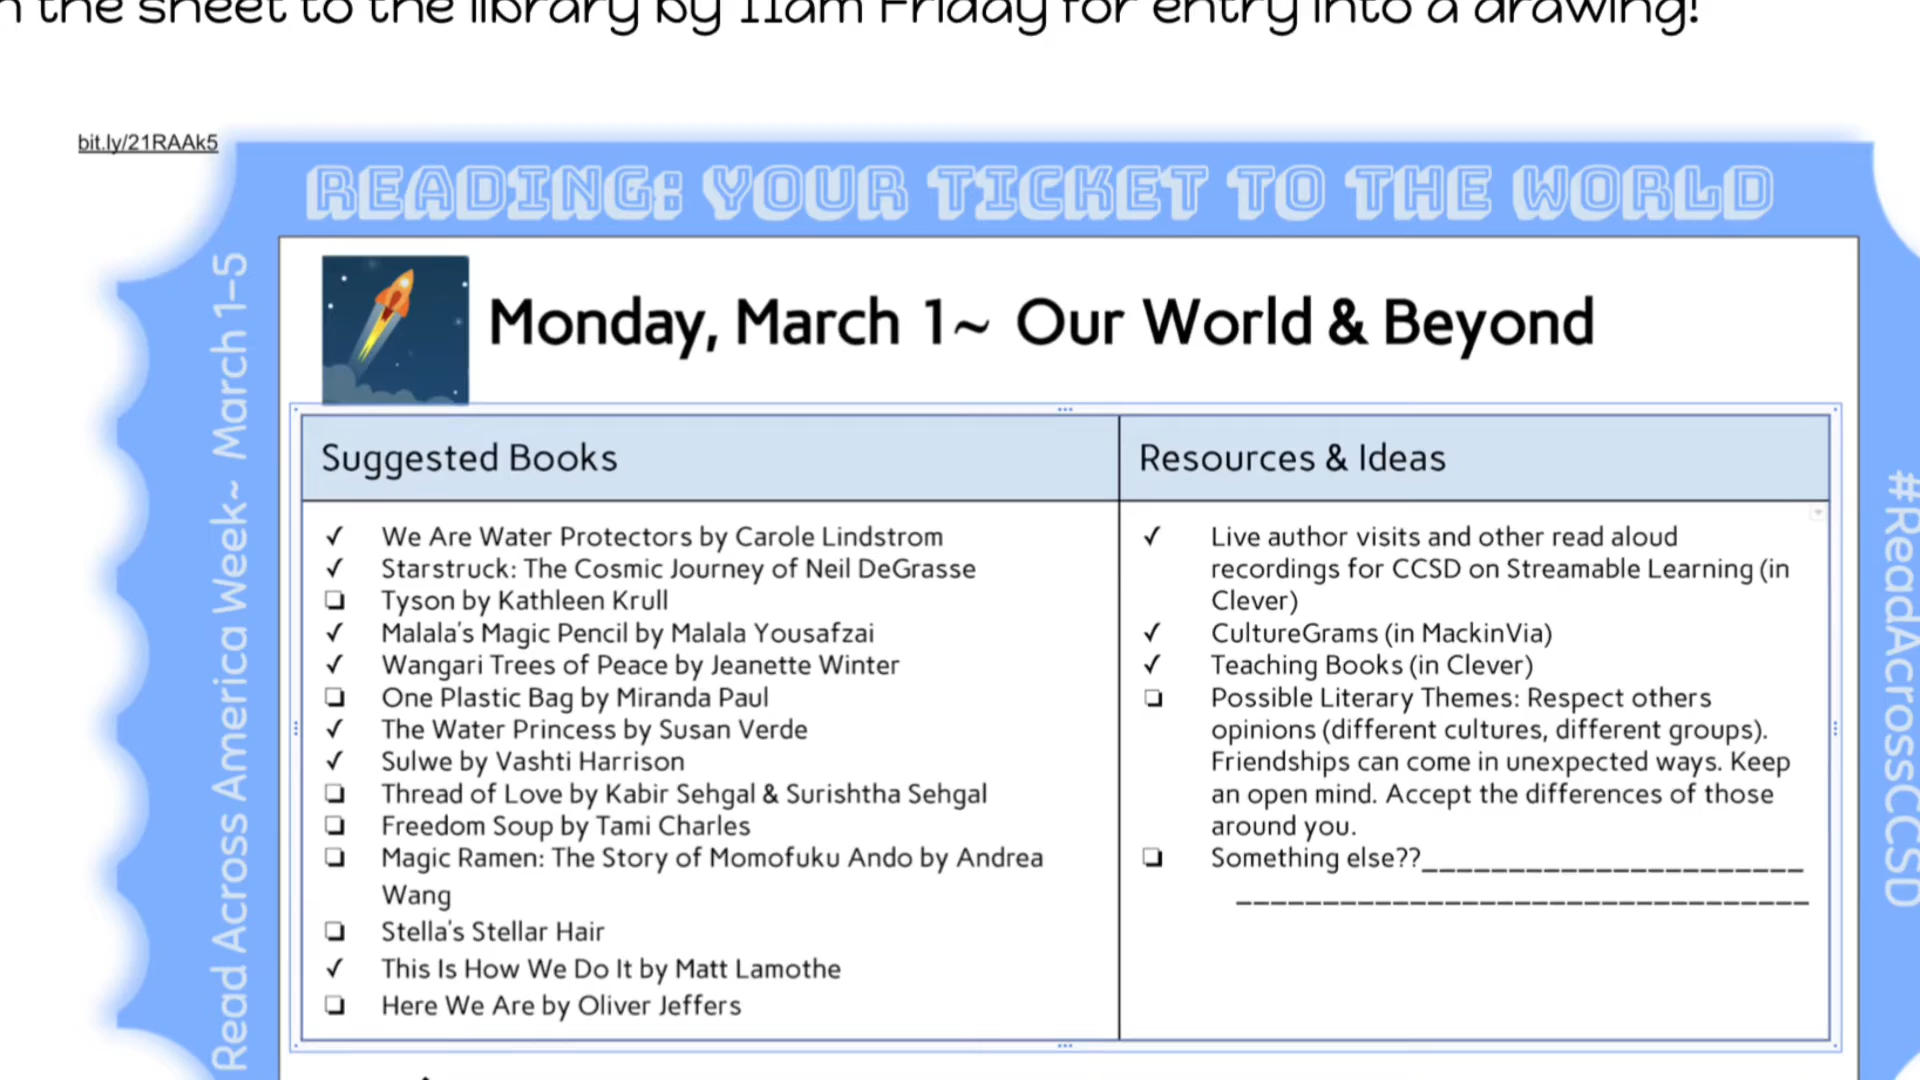 n the sheet to the library by 11am Friday for entry into a drawing!
bit.ly/21RAAk5
READING: YOUR TICKET TO THE WORLD
Read Across America Week~ March 1-5
Monday, March 1~ Our World & Beyond
Suggested Books
✓ We Are Water Protectors by Carole Lindstrom
✓ Starstruck: The Cosmic Journey of Neil DeGrasse
❏ Tyson by Kathleen Krull
✓ Malala's Magic Pencil by Malala Yousafzai
✓ Wangari Trees of Peace by Jeanette Winter
❏ One Plastic Bag by Miranda Paul
✓ The Water Princess by Susan Verde
✓ Sulwe by Vashti Harrison
❏ Thread of Love by Kabir Sehgal & Surishtha Sehgal
❏ Freedom Soup by Tami Charles
❏ Magic Ramen: The Story of Momofuku Ando by Andrea
Wang
❏ Stella's Stellar Hair
✓ This Is How We Do It by Matt Lamothe
❏ Here We Are by Oliver Jeffers
Resources & Ideas
✓ Live author visits and other read aloud
recordings for CCSD on Streamable Learning (in
Clever)
✓ CultureGrams (in MackinVia)
✓ Teaching Books (in Clever)
❏ Possible Literary Themes: Respect others
opinions (different cultures, different groups).
Friendships can come in unexpected ways. Keep
an open mind. Accept the differences of those
around you.
❏ Something else??______________________
_________________________________
#ReadAcrossCCSD